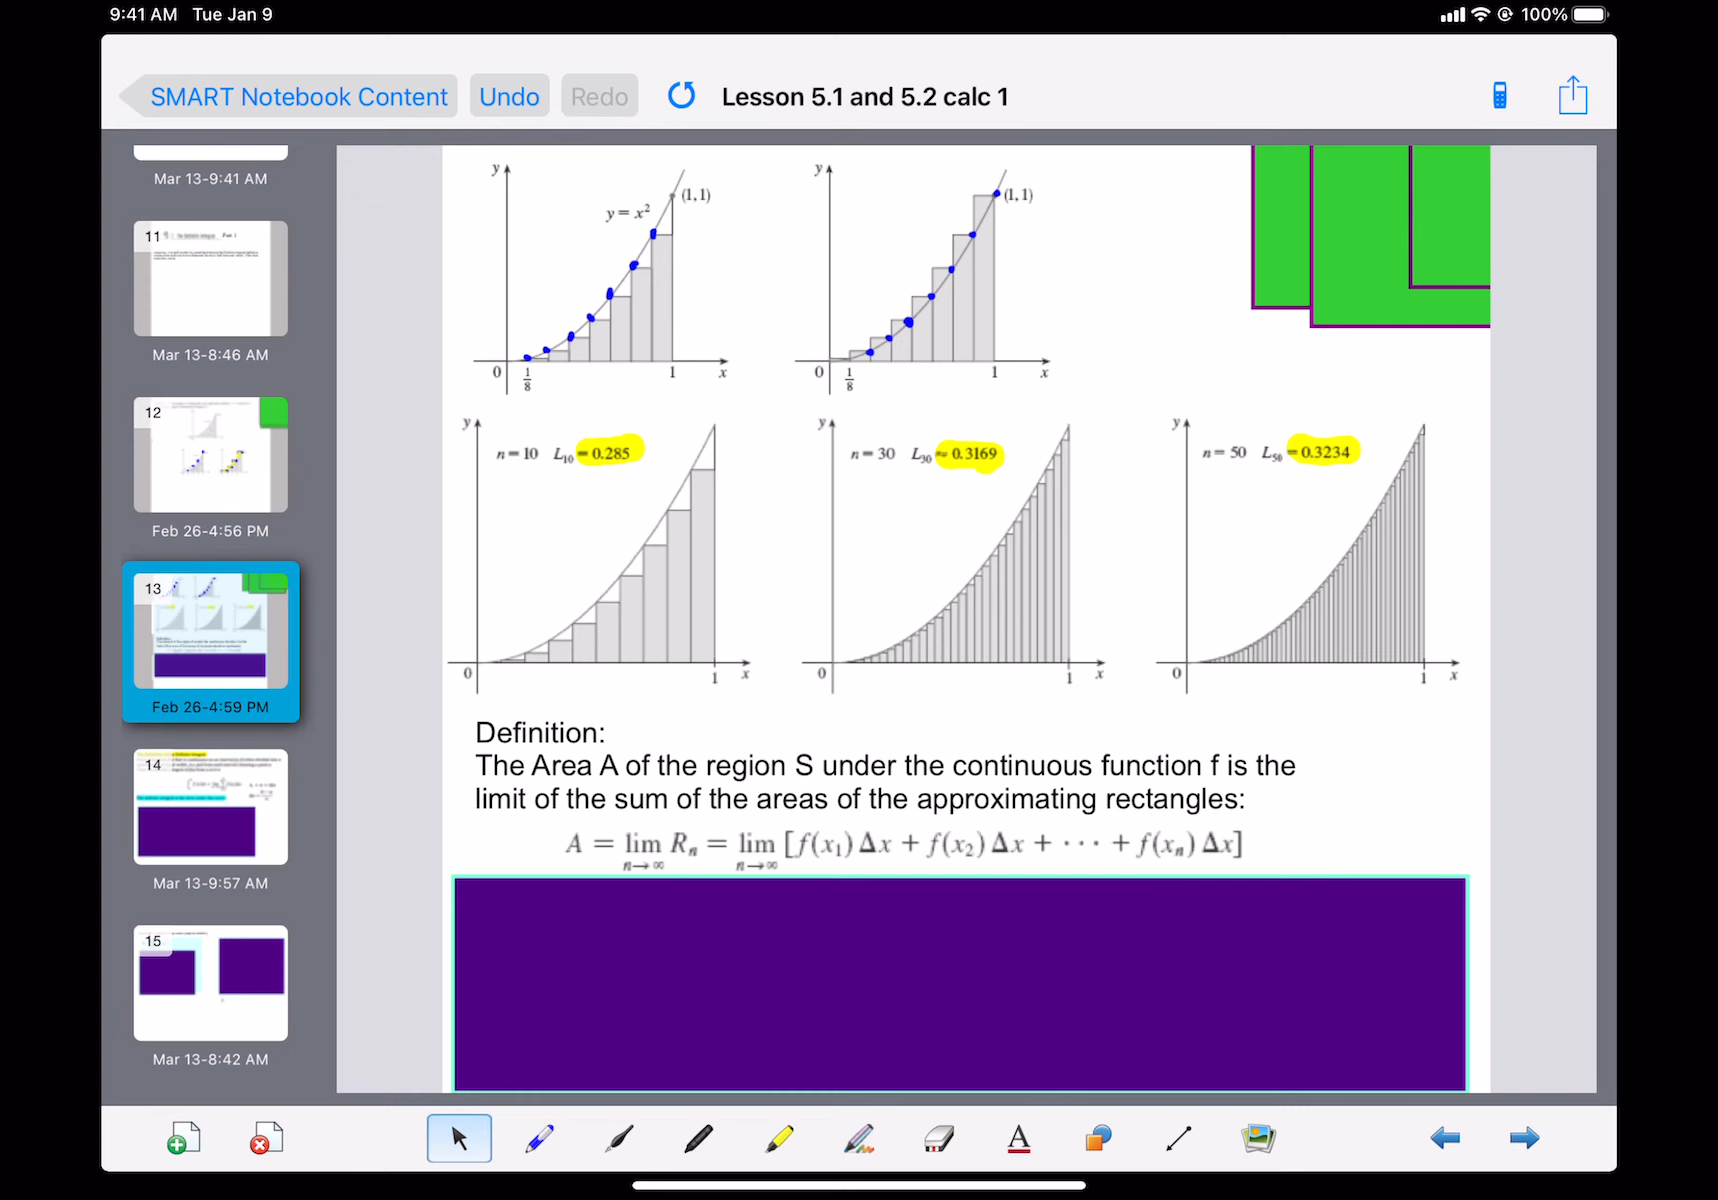 9:41 AM Tue Jan 9
100%
SMART Notebook Content
Undo
Redo
Lesson 5.1 and 5.2 calc 1
Mar 13-9:41 AM
11
Mar 13-8:46 AM
12
Feb 26-4:56 PM
13
Feb 26-4:59 PM
14
Mar 13-9:57 AM
15
Mar 13-8:42 AM
y
(1, 1)
y = x²
0
1/8
1
x
y
(1, 1)
0
1/8
1
x
y
n = 10 L₁₀ = 0.285
0
1
x
y
n = 30 L₃₀ ≈ 0.3169
0
1
x
y
n = 50 L₅₀ = 0.3234
0
1
x
Definition:
The Area A of the region S under the continuous function f is the
limit of the sum of the areas of the approximating rectangles:
A = lim n→∞ Rₙ = lim n→∞ [f(x₁) Δx + f(x₂) Δx + · · · + f(xₙ) Δx]
A